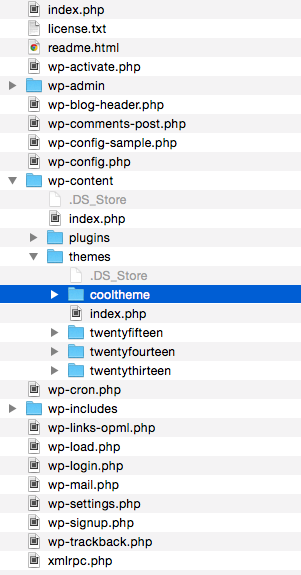 index.php
license.txt
readme.html
wp-activate.php
wp-admin
wp-blog-header.php
wp-comments-post.php
wp-config-sample.php
wp-config.php
wp-content
.DS_Store
index.php
plugins
themes
.DS_Store
cooltheme
index.php
twentyfifteen
twentyfourteen
twentythirteen
wp-cron.php
wp-includes
wp-links-opml.php
wp-load.php
wp-login.php
wp-mail.php
wp-settings.php
wp-signup.php
wp-trackback.php
xmlrpc.php